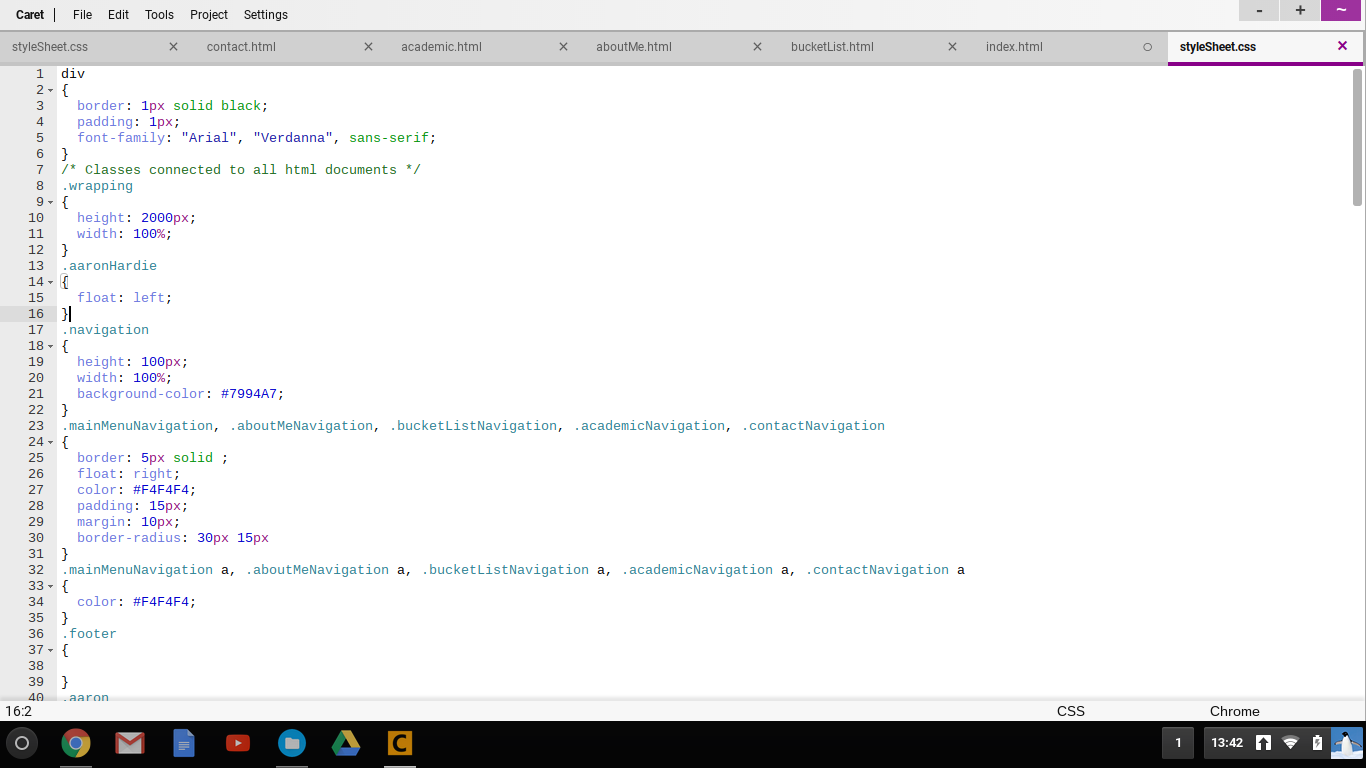 Caret | File Edit Tools Project Settings - + ~
styleSheet.css × contact.html × academic.html × aboutMe.html × bucketList.html × index.html ○ styleSheet.css ×
1 div
2 {
3 border: 1px solid black;
4 padding: 1px;
5 font-family: "Arial", "Verdanna", sans-serif;
6 }
7 /* Classes connected to all html documents */
8 .wrapping
9 {
10 height: 2000px;
11 width: 100%;
12 }
13 .aaronHardie
14 {
15 float: left;
16 }
17 .navigation
18 {
19 height: 100px;
20 width: 100%;
21 background-color: #7994A7;
22 }
23 .mainMenuNavigation, .aboutMeNavigation, .bucketListNavigation, .academicNavigation, .contactNavigation
24 {
25 border: 5px solid ;
26 float: right;
27 color: #F4F4F4;
28 padding: 15px;
29 margin: 10px;
30 border-radius: 30px 15px
31 }
32 .mainMenuNavigation a, .aboutMeNavigation a, .bucketListNavigation a, .academicNavigation a, .contactNavigation a
33 {
34 color: #F4F4F4;
35 }
36 .footer
37 {
38
39 }
40 .aaron
16:2 CSS Chrome
C 1 13:42